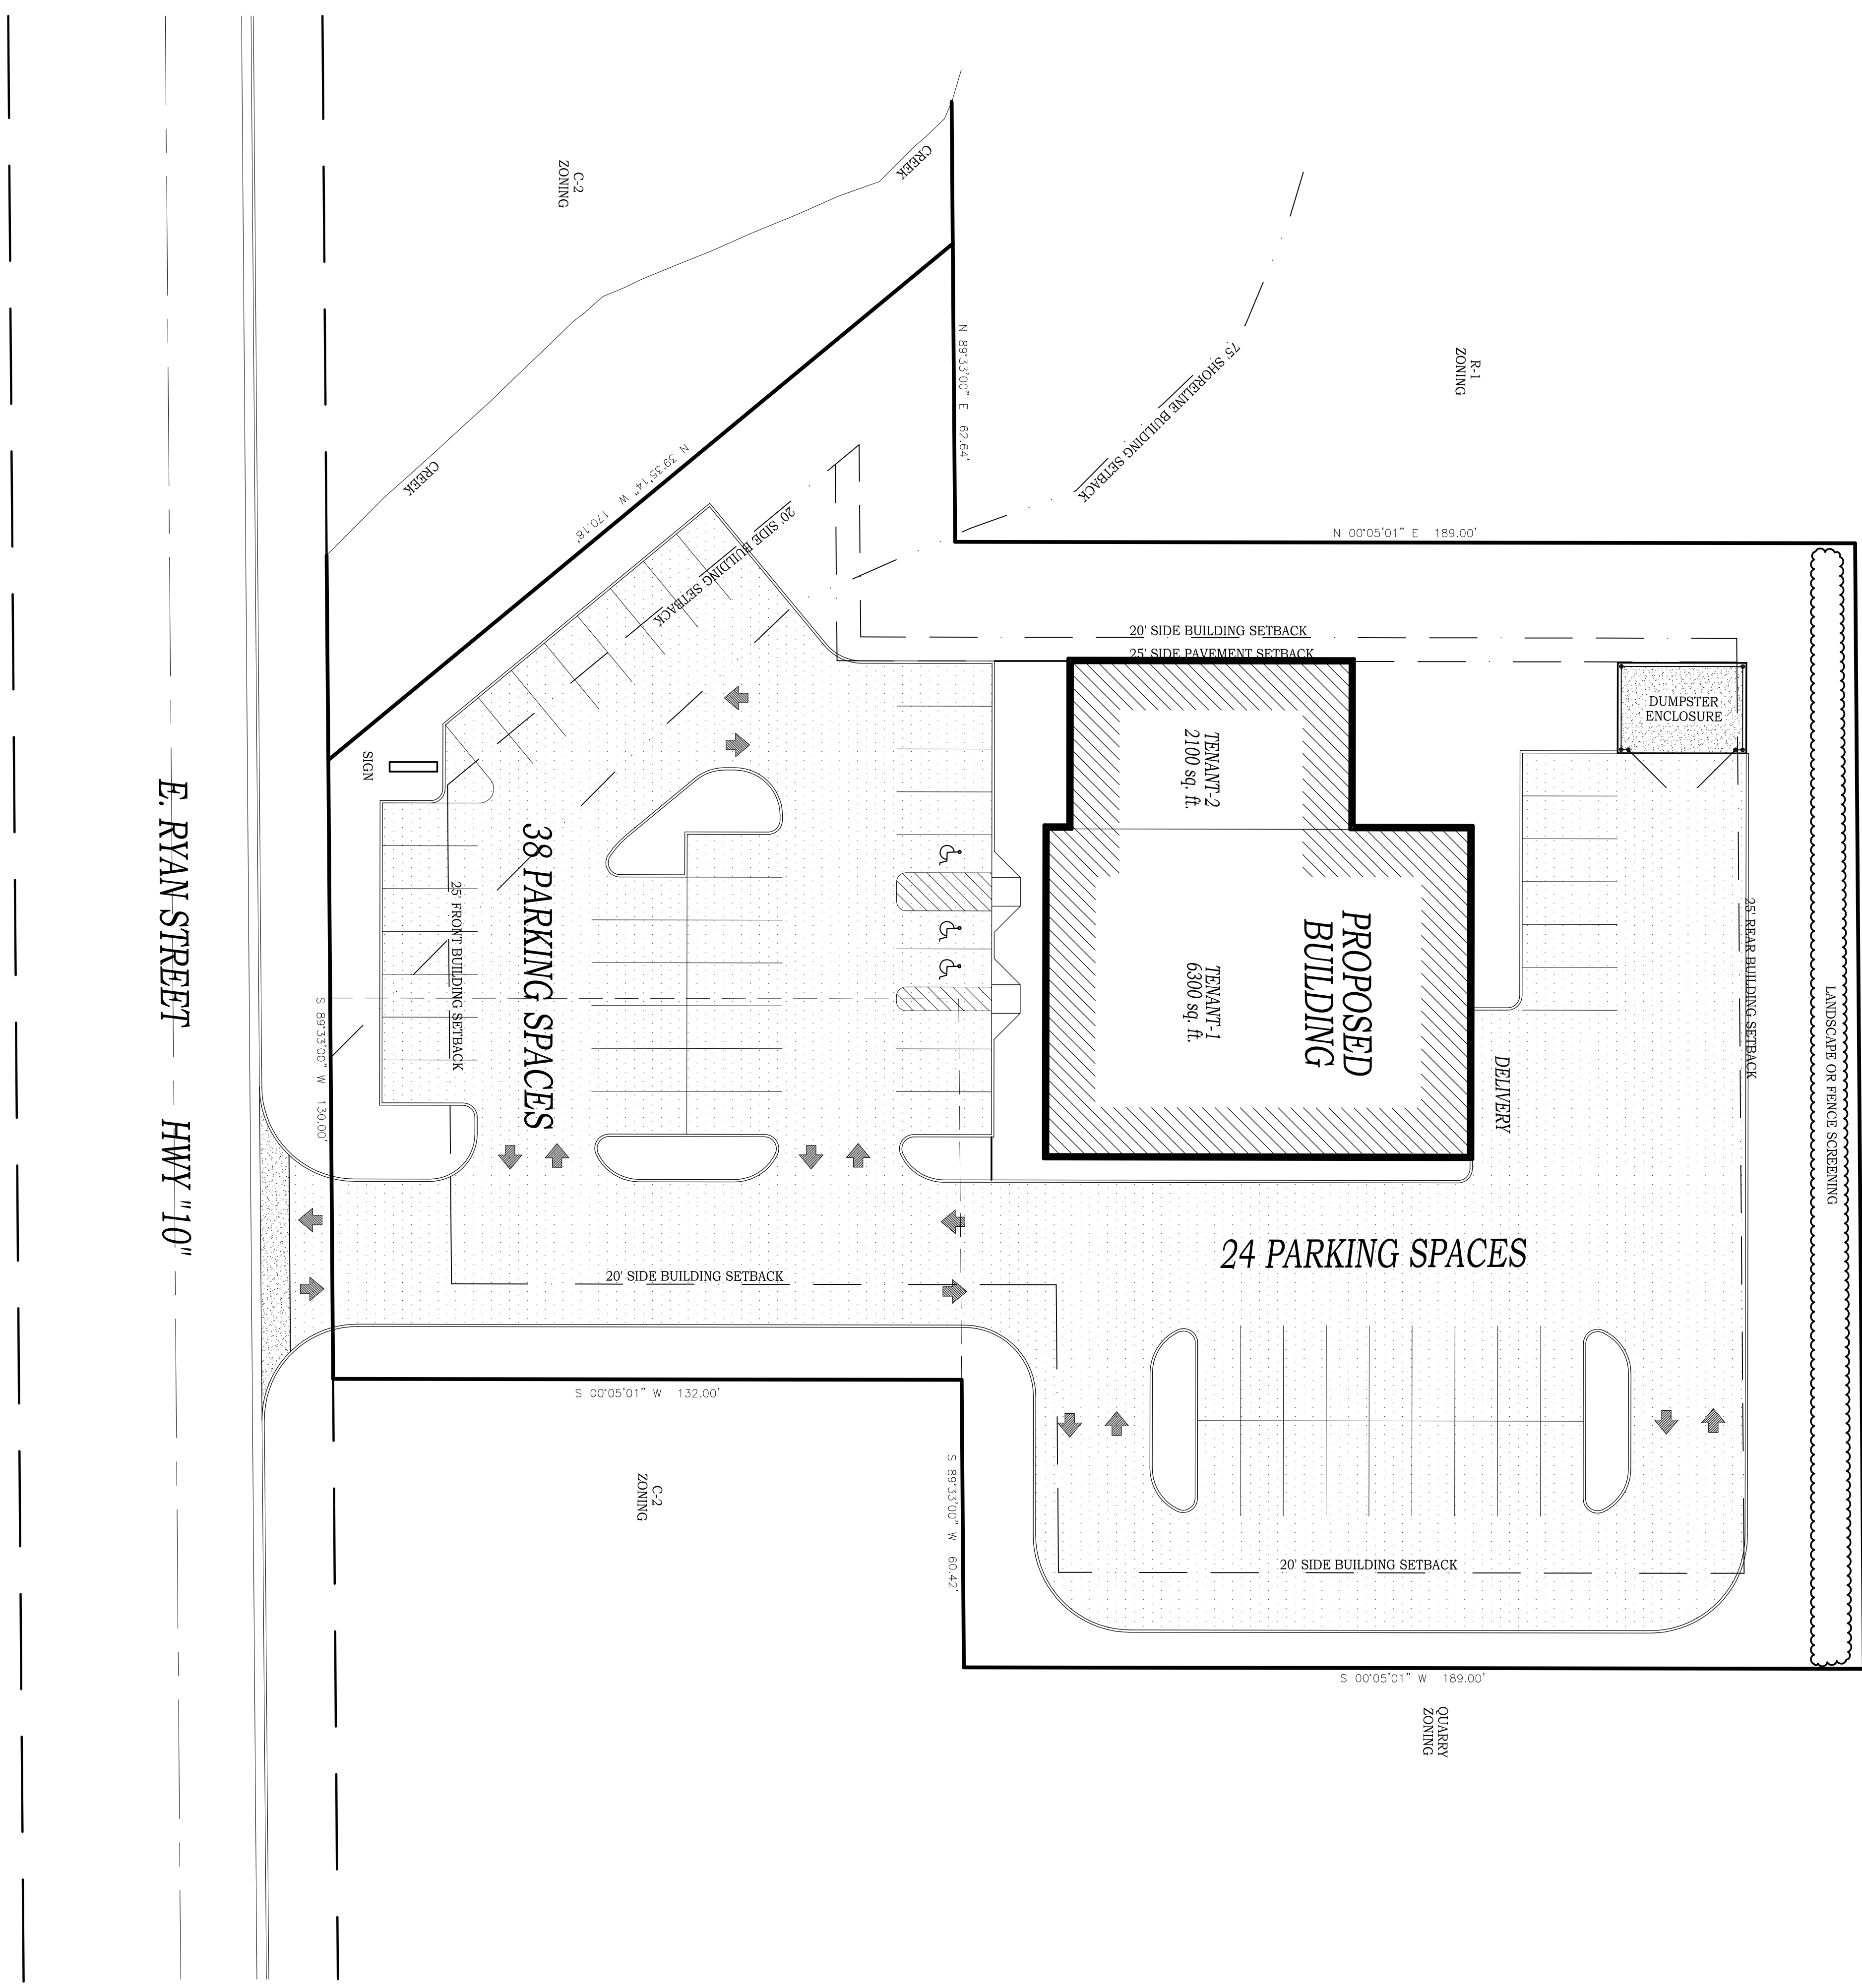 E. RYAN STREET HWY "10"
C-2
ZONING
CREEK
CREEK
R-1
ZONING
75' SHORELINE BUILDING SETBACK
N 89°33'00" E 62.64'
N 39°35'14" W 170.18'
20' SIDE BUILDING SETBACK
N 00°05'01" E 189.00'
20' SIDE BUILDING SETBACK
25' SIDE PAVEMENT SETBACK
DUMPSTER
ENCLOSURE
TENANT-2
2100 sq. ft.
PROPOSED
BUILDING
TENANT-1
6300 sq. ft.
SIGN
38 PARKING SPACES
25' FRONT BUILDING SETBACK
S 89°33'00" W 130.00'
DELIVERY
25' REAR BUILDING SETBACK
LANDSCAPE OR FENCE SCREENING
24 PARKING SPACES
20' SIDE BUILDING SETBACK
S 00°05'01" W 132.00'
C-2
ZONING
S 89°33'00" W 60.42'
20' SIDE BUILDING SETBACK
S 00°05'01" W 189.00'
QUARRY
ZONING